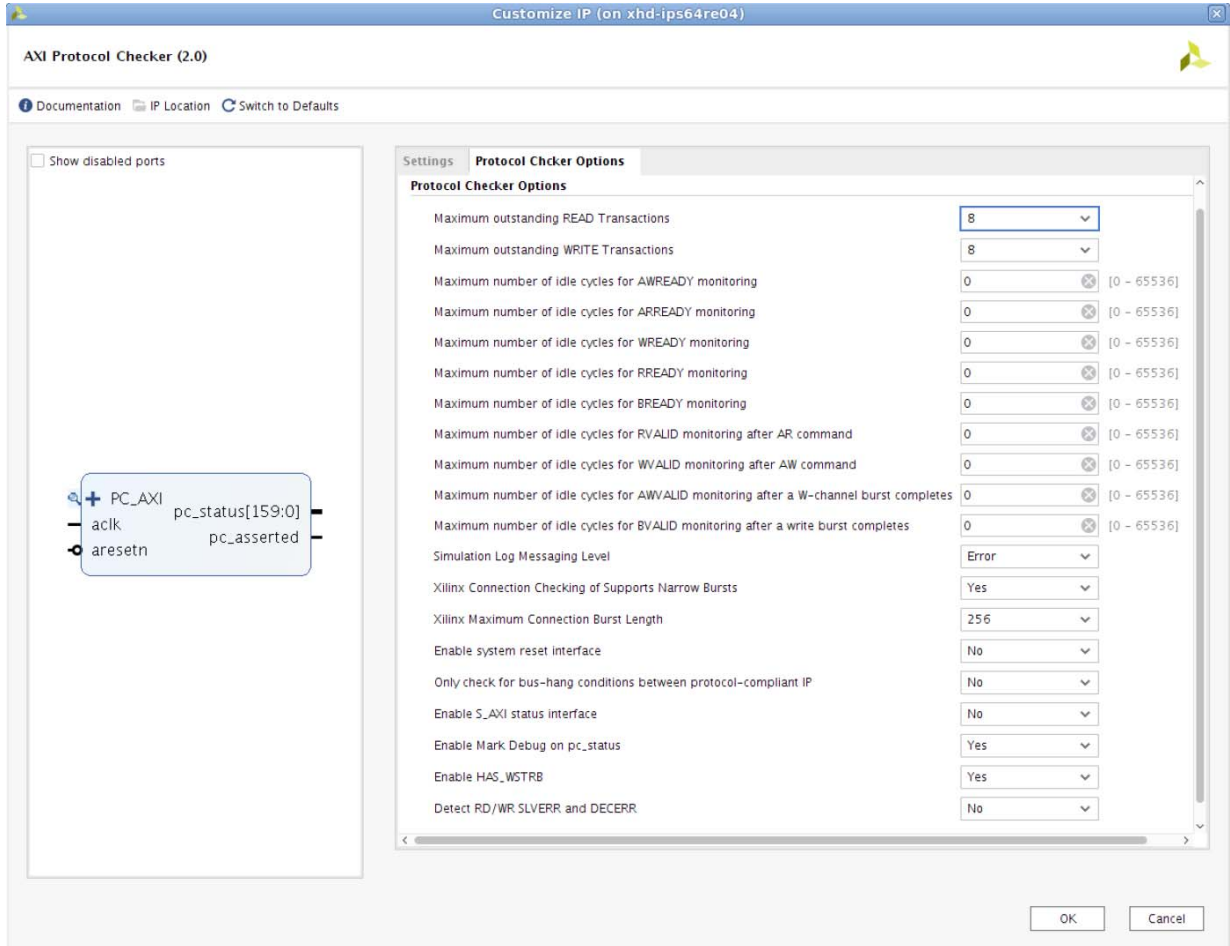 Customize IP (on xhd-ips64re04)
AXI Protocol Checker (2.0)
Documentation IP Location Switch to Defaults
Show disabled ports
PC_AXI
aclk
aresetn
pc_status[159:0]
pc_asserted
Settings Protocol Chcker Options
Protocol Checker Options
Maximum outstanding READ Transactions 8
Maximum outstanding WRITE Transactions 8
Maximum number of idle cycles for AWREADY monitoring 0 [0 - 65536]
Maximum number of idle cycles for ARREADY monitoring 0 [0 - 65536]
Maximum number of idle cycles for WREADY monitoring 0 [0 - 65536]
Maximum number of idle cycles for RREADY monitoring 0 [0 - 65536]
Maximum number of idle cycles for BREADY monitoring 0 [0 - 65536]
Maximum number of idle cycles for RVALID monitoring after AR command 0 [0 - 65536]
Maximum number of idle cycles for WVALID monitoring after AW command 0 [0 - 65536]
Maximum number of idle cycles for AWVALID monitoring after a W-channel burst completes 0 [0 - 65536]
Maximum number of idle cycles for BVALID monitoring after a write burst completes 0 [0 - 65536]
Simulation Log Messaging Level Error
Xilinx Connection Checking of Supports Narrow Bursts Yes
Xilinx Maximum Connection Burst Length 256
Enable system reset interface No
Only check for bus-hang conditions between protocol-compliant IP No
Enable S_AXI status interface No
Enable Mark Debug on pc_status Yes
Enable HAS_WSTRB Yes
Detect RD/WR SLVERR and DECERR No
OK Cancel